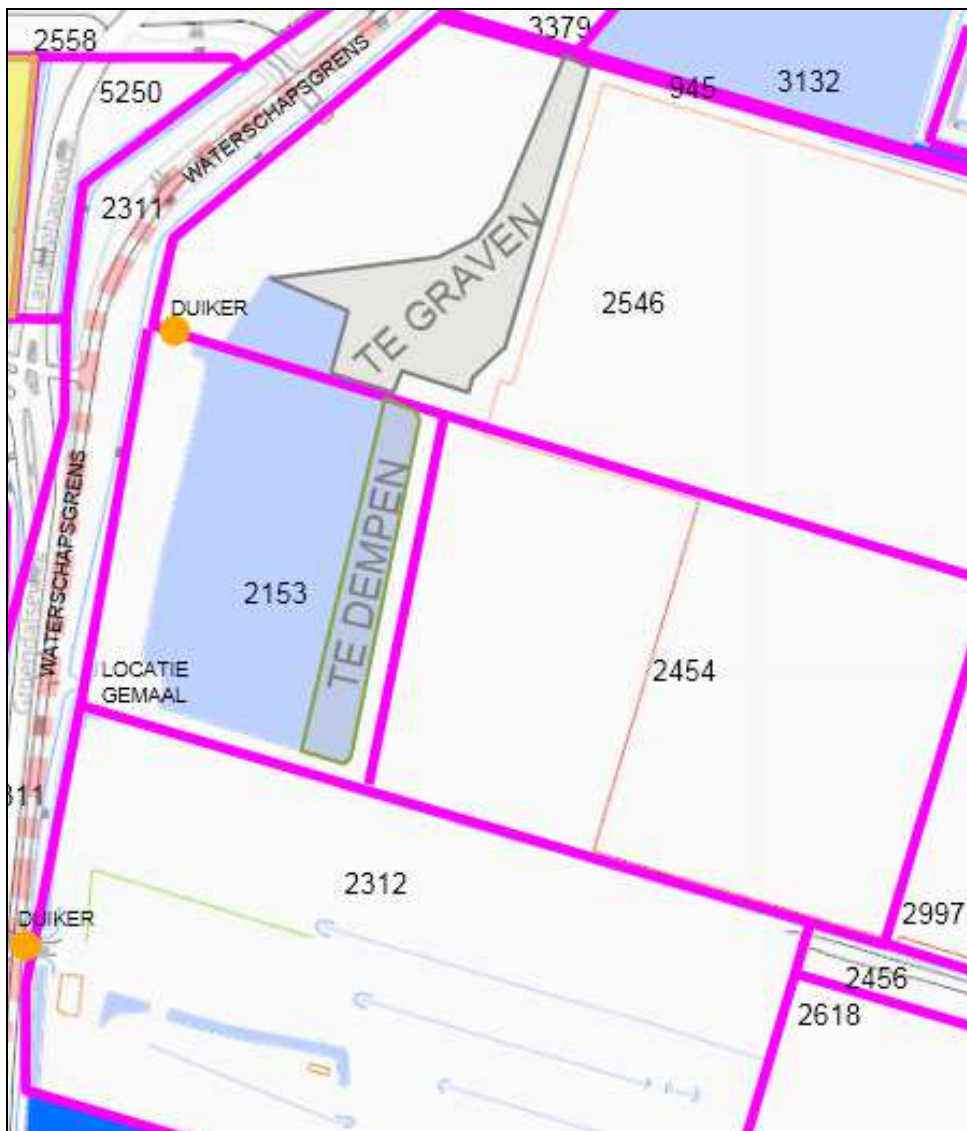 2558
3379
5250
945
3132
WATERSCHAPSGRENS
2311
TE GRAVEN
2546
DUIKER
WATERSCHAPSGRENS
TE DEMPEN
2153
LOCATIE
GEMAAL
2454
311
2312
2997
DUIKER
2456
2618